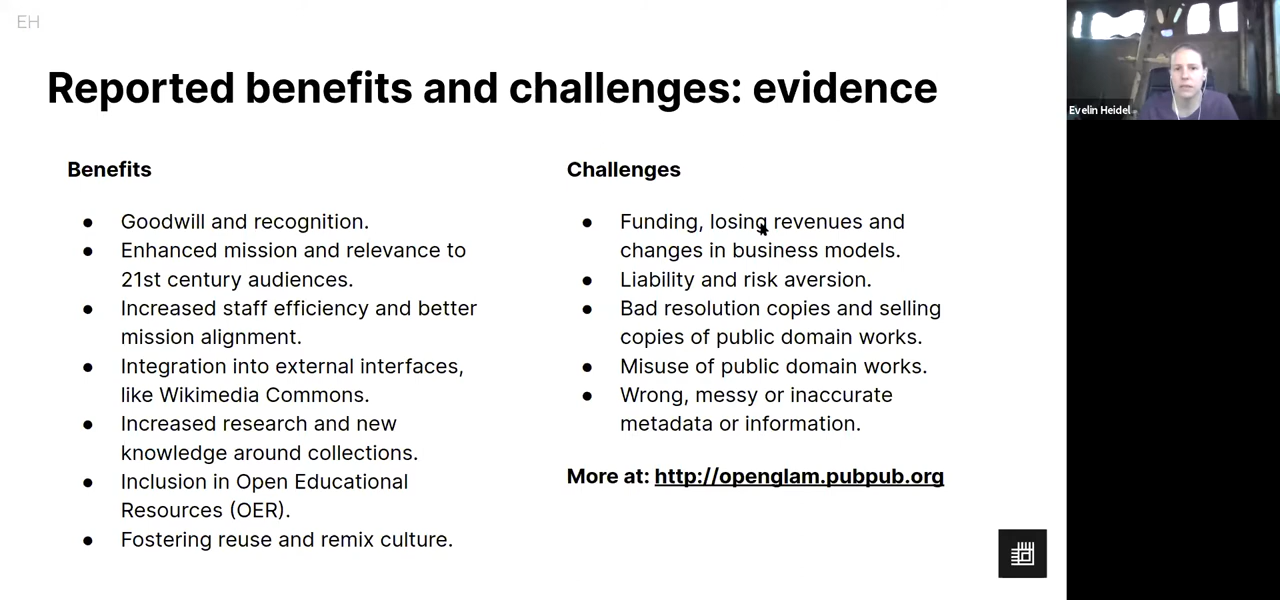 EH
Reported benefits and challenges: evidence
Benefits
● Goodwill and recognition.
● Enhanced mission and relevance to
21st century audiences.
● Increased staff efficiency and better
mission alignment.
● Integration into external interfaces,
like Wikimedia Commons.
● Increased research and new
knowledge around collections.
● Inclusion in Open Educational
Resources (OER).
● Fostering reuse and remix culture.
Challenges
● Funding, losing revenues and
changes in business models.
● Liability and risk aversion.
● Bad resolution copies and selling
copies of public domain works.
● Misuse of public domain works.
● Wrong, messy or inaccurate
metadata or information.
More at: http://openglam.pubpub.org
Evelin Heidel